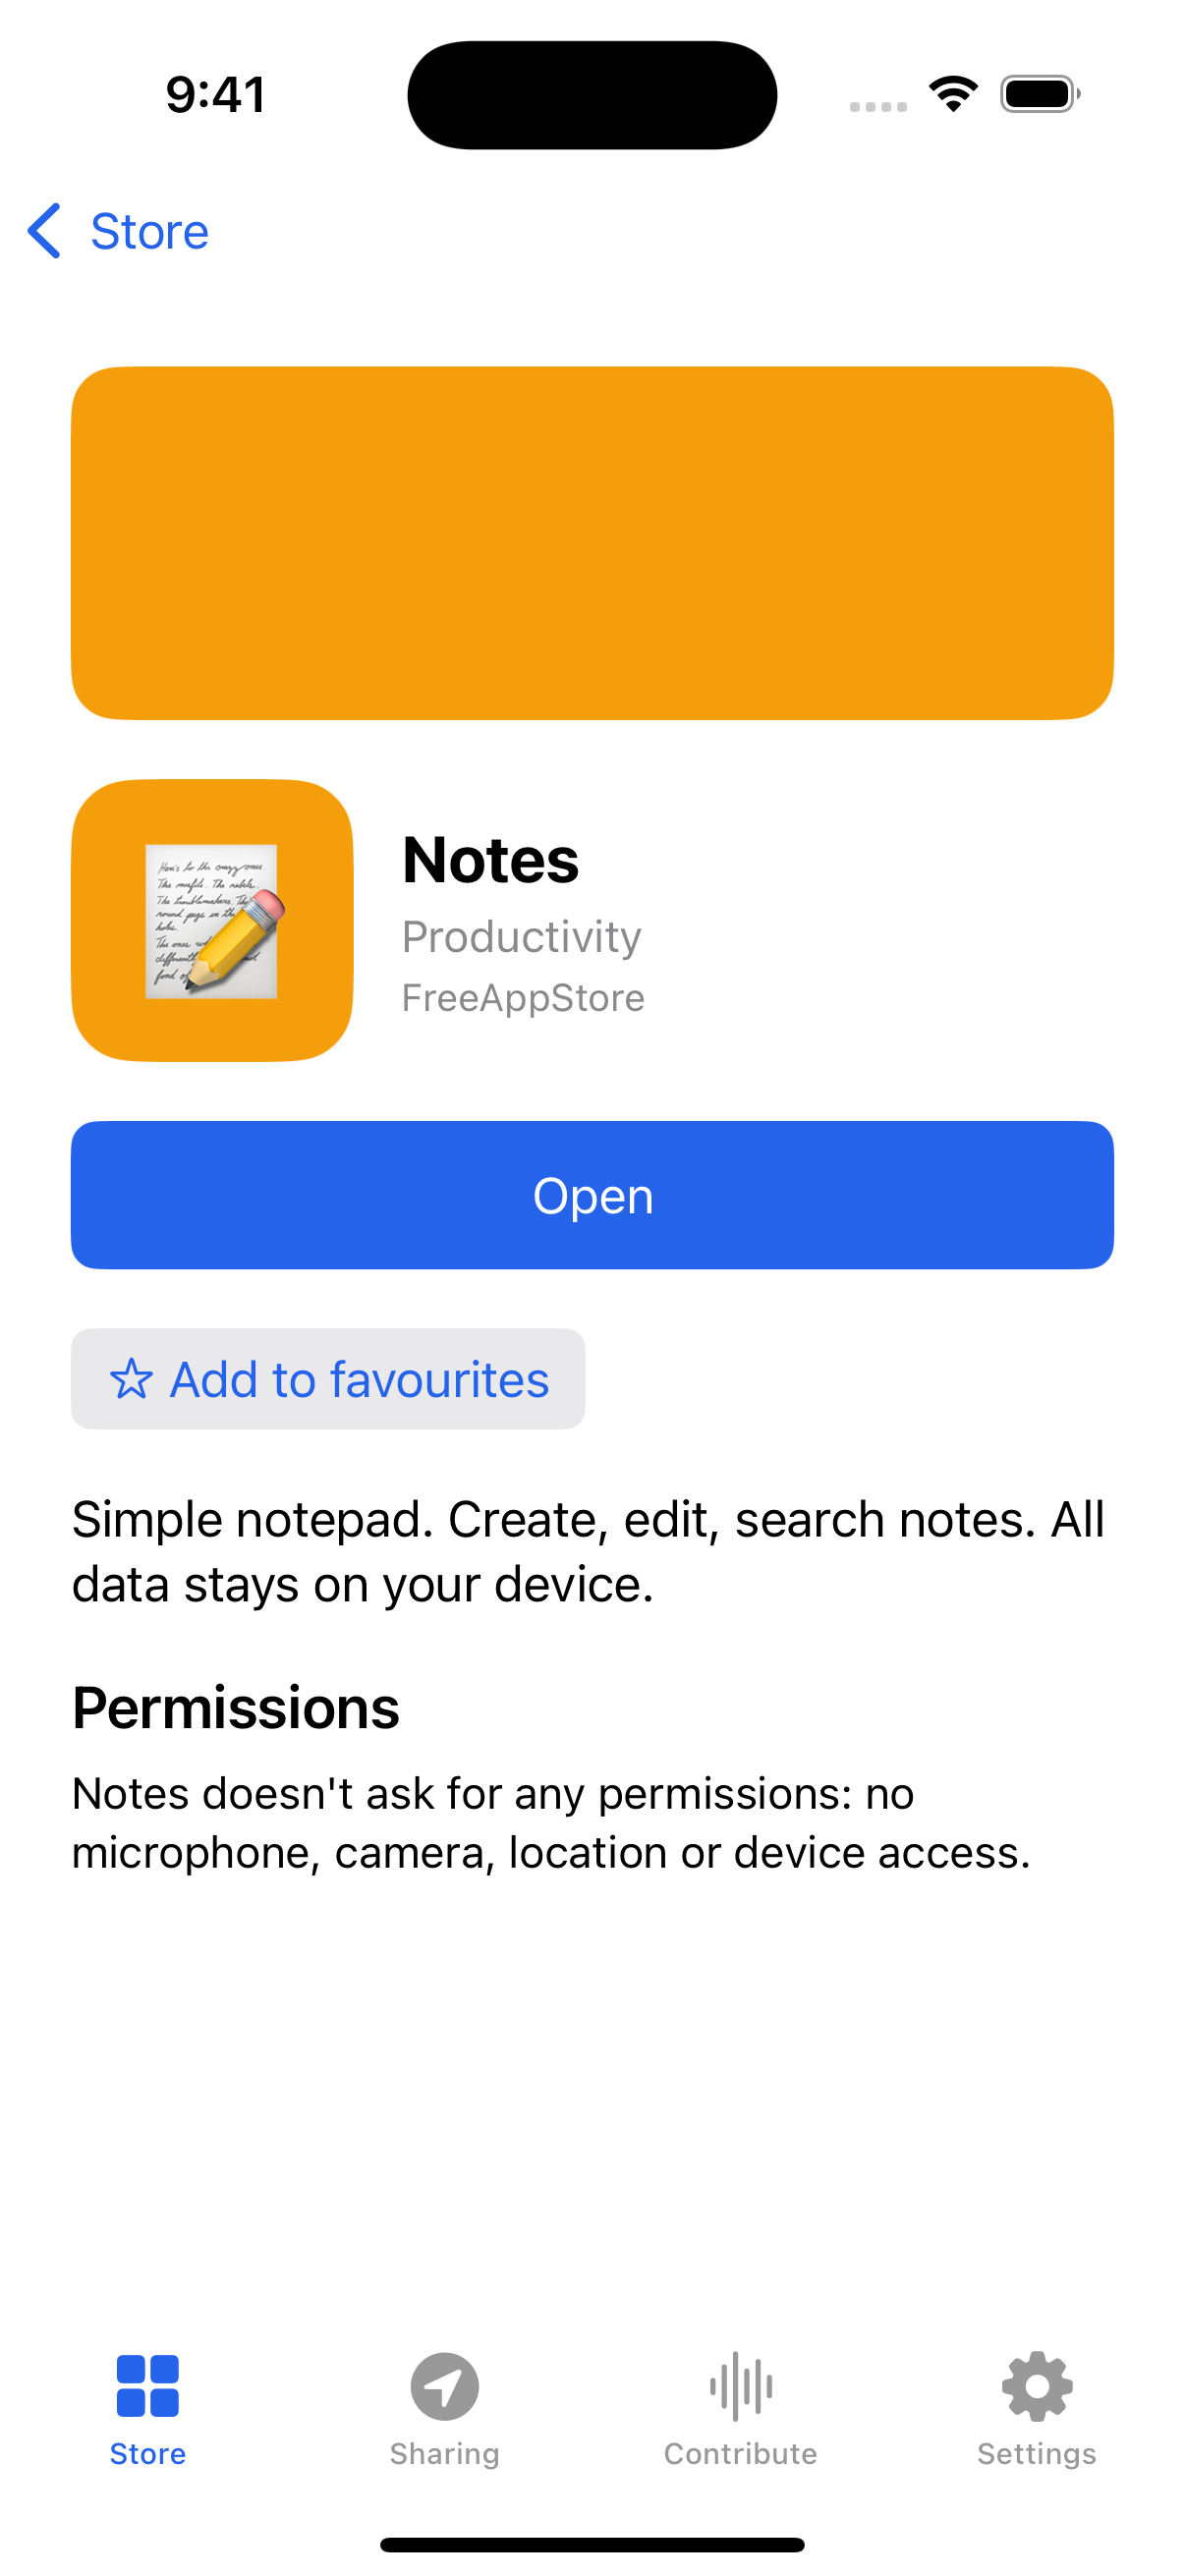 9:41
Store
Notes
Productivity
FreeAppStore
Open
Add to favourites
Simple notepad. Create, edit, search notes. All
data stays on your device.
Permissions
Notes doesn't ask for any permissions: no
microphone, camera, location or device access.
Store
Sharing
Contribute
Settings